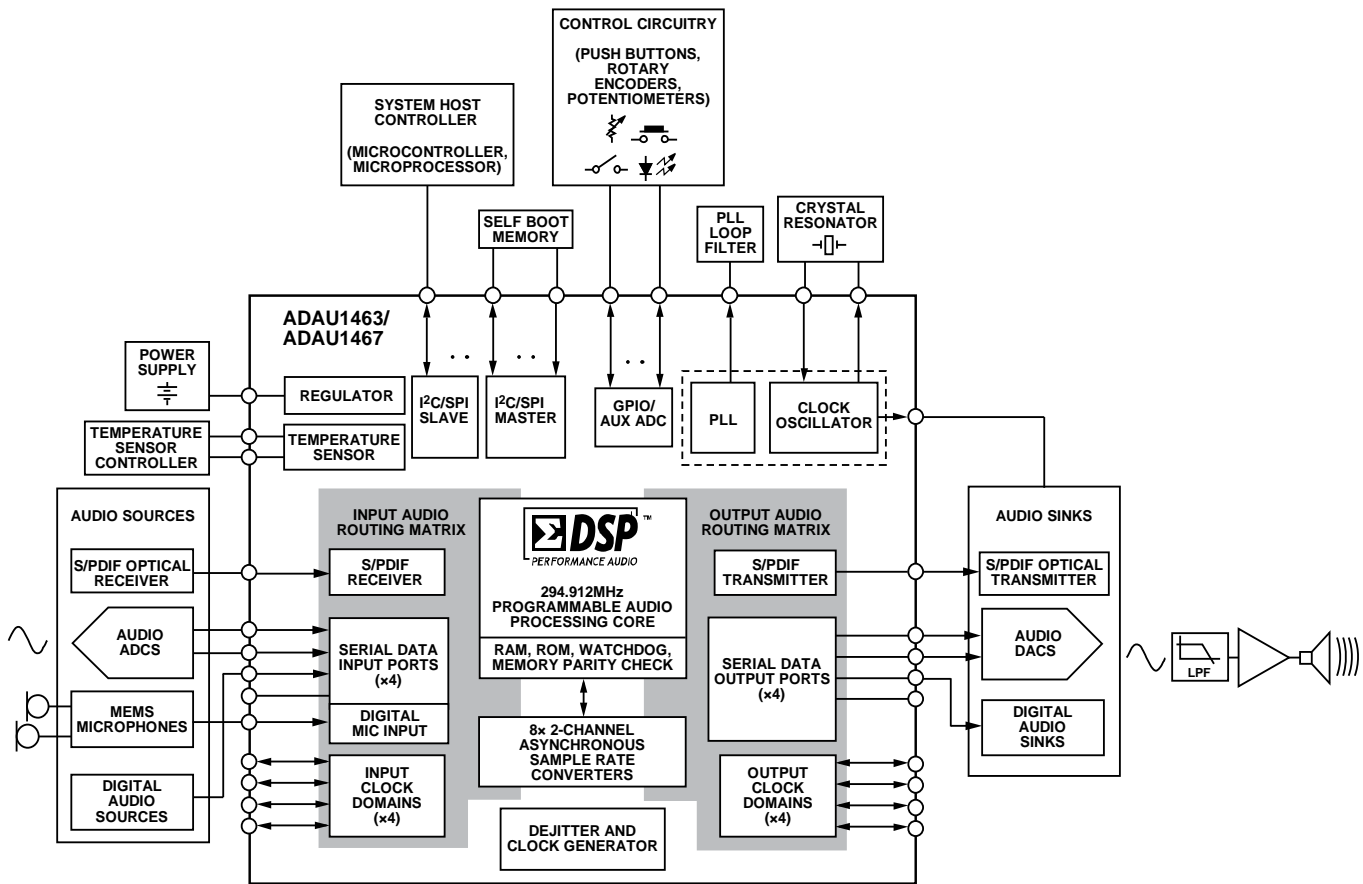 CONTROL CIRCUITRY
(PUSH BUTTONS,
ROTARY
ENCODERS,
POTENTIOMETERS)
SYSTEM HOST
CONTROLLER
(MICROCONTROLLER,
MICROPROCESSOR)
SELF BOOT
MEMORY
PLL
LOOP
FILTER
CRYSTAL
RESONATOR
ADAU1463/
ADAU1467
POWER
SUPPLY
REGULATOR
TEMPERATURE
SENSOR
CONTROLLER
TEMPERATURE
SENSOR
I²C/SPI
SLAVE
I²C/SPI
MASTER
GPIO/
AUX ADC
PLL
CLOCK
OSCILLATOR
AUDIO SOURCES
S/PDIF OPTICAL
RECEIVER
AUDIO
ADCS
MEMS
MICROPHONES
DIGITAL
AUDIO
SOURCES
INPUT AUDIO
ROUTING MATRIX
S/PDIF
RECEIVER
SERIAL DATA
INPUT PORTS
(×4)
DIGITAL
MIC INPUT
INPUT
CLOCK
DOMAINS
(×4)
ΣDSP™
PERFORMANCE AUDIO
294.912MHz
PROGRAMMABLE AUDIO
PROCESSING CORE
RAM, ROM, WATCHDOG,
MEMORY PARITY CHECK
8× 2-CHANNEL
ASYNCHRONOUS
SAMPLE RATE
CONVERTERS
DEJITTER AND
CLOCK GENERATOR
OUTPUT AUDIO
ROUTING MATRIX
S/PDIF
TRANSMITTER
SERIAL DATA
OUTPUT PORTS
(×4)
OUTPUT
CLOCK
DOMAINS
(×4)
AUDIO SINKS
S/PDIF OPTICAL
TRANSMITTER
AUDIO
DACS
DIGITAL
AUDIO
SINKS
LPF